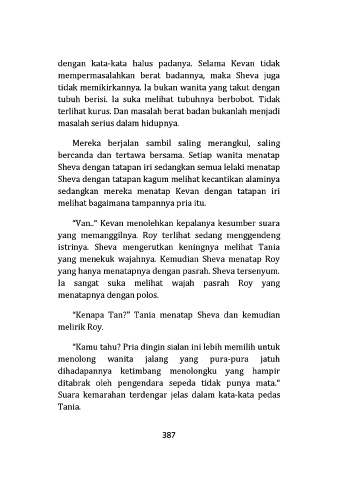 dengan kata-kata halus padanya. Selama Kevan tidak
mempermasalahkan berat badannya, maka Sheva juga
tidak memikirkannya. Ia bukan wanita yang takut dengan
tubuh berisi. Ia suka melihat tubuhnya berbobot. Tidak
terlihat kurus. Dan masalah berat badan bukanlah menjadi
masalah serius dalam hidupnya.
Mereka berjalan sambil saling merangkul, saling
bercanda dan tertawa bersama. Setiap wanita menatap
Sheva dengan tatapan iri sedangkan semua lelaki menatap
Sheva dengan tatapan kagum melihat kecantikan alaminya
sedangkan mereka menatap Kevan dengan tatapan iri
melihat bagaimana tampannya pria itu.
“Van..” Kevan menolehkan kepalanya kesumber suara
yang memanggilnya. Roy terlihat sedang menggendeng
istrinya. Sheva mengerutkan keningnya melihat Tania
yang menekuk wajahnya. Kemudian Sheva menatap Roy
yang hanya menatapnya dengan pasrah. Sheva tersenyum.
Ia sangat suka melihat wajah pasrah Roy yang
menatapnya dengan polos.
“Kenapa Tan?” Tania menatap Sheva dan kemudian
melirik Roy.
“Kamu tahu? Pria dingin sialan ini lebih memilih untuk
menolong wanita jalang yang pura-pura jatuh
dihadapannya ketimbang menolongku yang hampir
ditabrak oleh pengendara sepeda tidak punya mata.”
Suara kemarahan terdengar jelas dalam kata-kata pedas
Tania.
387